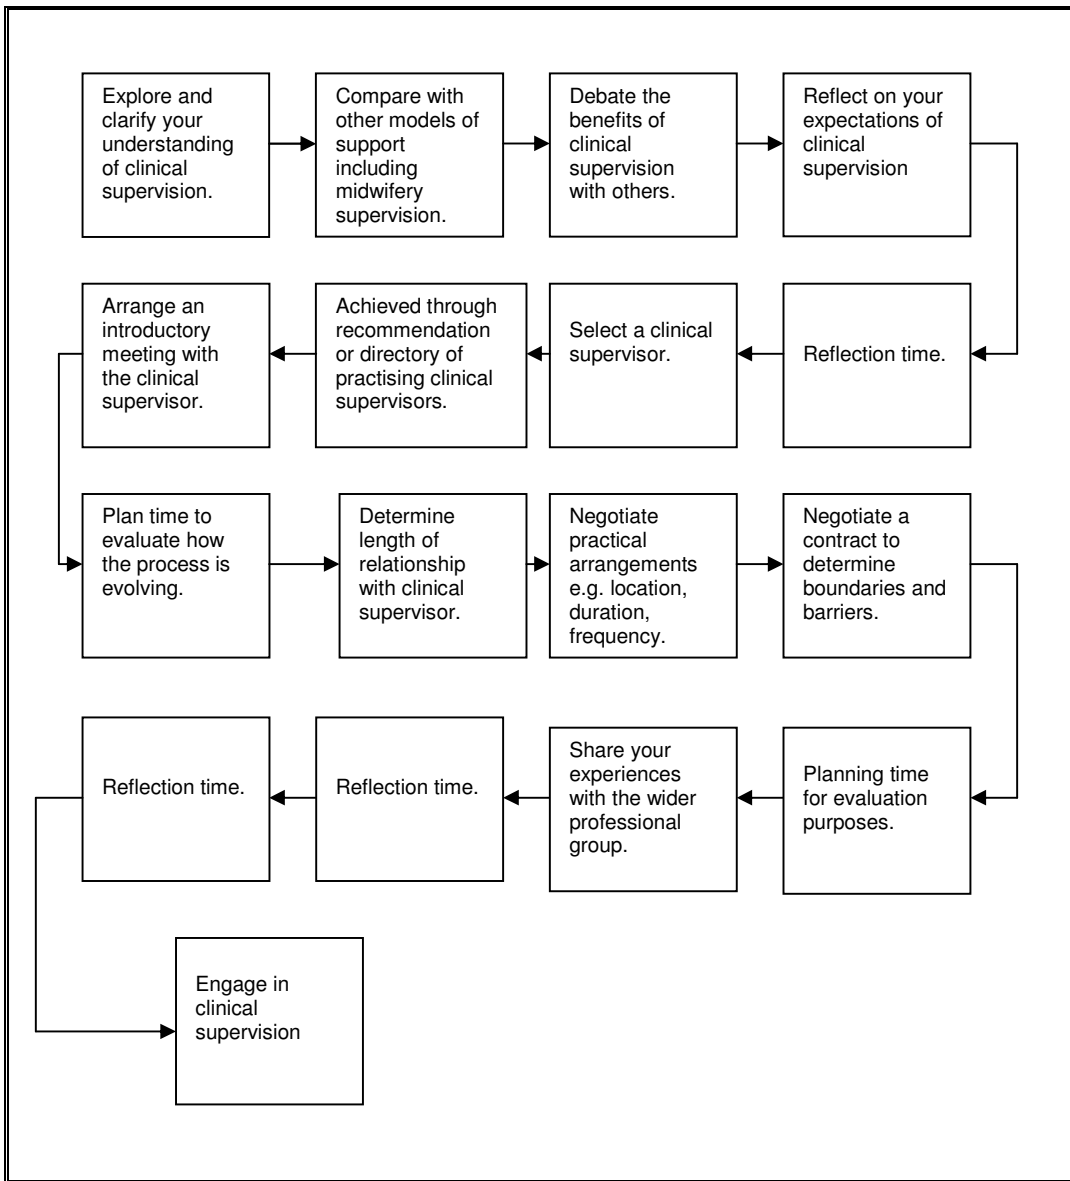 Explore and
clarify your
understanding
of clinical
supervision.
Compare with
other models of
support
including
midwifery
supervision.
Debate the
benefits of
clinical
supervision
with others.
Reflect on your
expectations of
clinical
supervision
Reflection time.
Select a clinical
supervisor.
Achieved through
recommendation
or directory of
practising clinical
supervisors.
Arrange an
introductory
meeting with
the clinical
supervisor.
Plan time to
evaluate how
the process is
evolving.
Determine
length of
relationship
with clinical
supervisor.
Negotiate
practical
arrangements
e.g. location,
duration,
frequency.
Negotiate a
contract to
determine
boundaries and
barriers.
Planning time
for evaluation
purposes.
Share your
experiences
with the wider
professional
group.
Reflection time.
Reflection time.
Engage in
clinical
supervision